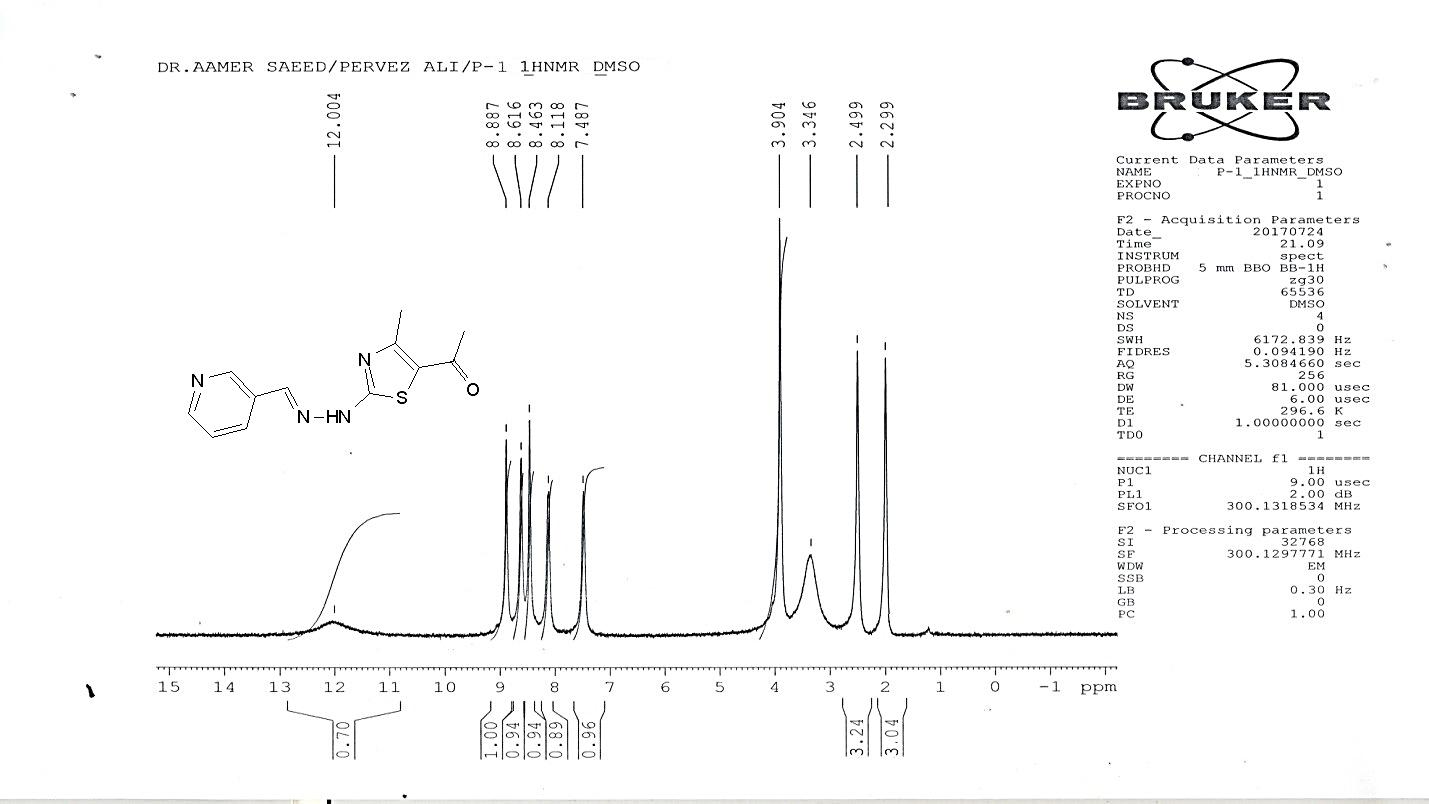 DR.AAMER SAEED/PERVEZ ALI/P-1 1HNMR DMSO
12.004
8.887
8.616
8.463
8.118
7.487
3.904
3.346
2.499
2.299
BRUKER
Current Data Parameters
NAME P-1_1HNMR_DMSO
EXPNO 1
PROCNO 1
F2 - Acquisition Parameters
Date_ 20170724
Time 21.09
INSTRUM spect
PROBHD 5 mm BBO BB-1H
PULPROG zg30
TD 65536
SOLVENT DMSO
NS 4
DS 0
SWH 6172.839 Hz
FIDRES 0.094190 Hz
AQ 5.3084660 sec
RG 256
DW 81.000 usec
DE 6.00 usec
TE 296.6 K
D1 1.00000000 sec
TD0 1
======== CHANNEL f1 ========
NUC1 1H
P1 9.00 usec
PL1 2.00 dB
SFO1 300.1318534 MHz
F2 - Processing parameters
SI 32768
SF 300.1297771 MHz
WDW EM
SSB 0
LB 0.30 Hz
GB 0
PC 1.00
N
N
O
S
N
HN
15 14 13 12 11 10 9 8 7 6 5 4 3 2 1 0 -1 ppm
0.70
1.00
0.94
0.94
0.89
0.96
3.24
3.04